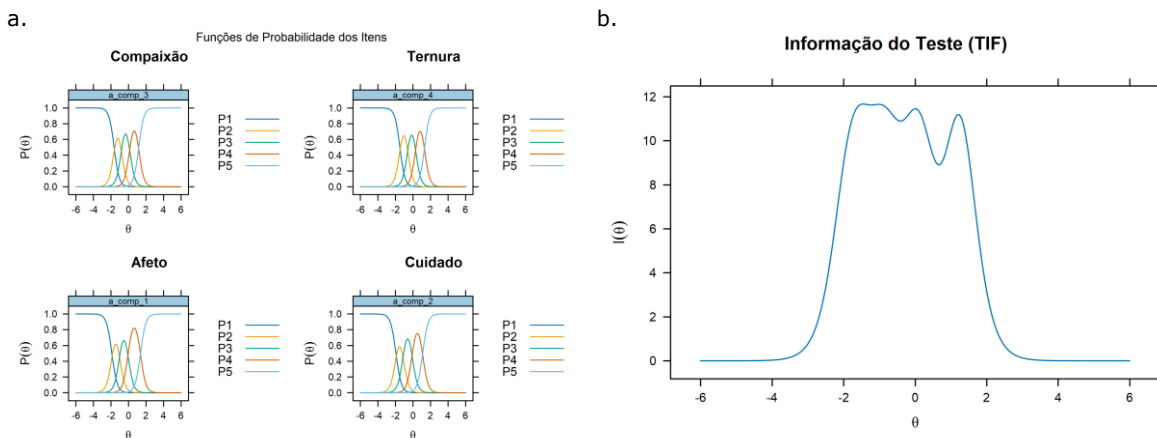 a.
Funções de Probabilidade dos Itens
Compaixão
a_comp_3
P(θ)
1.0
0.8
0.6
0.4
0.2
0.0
-6 -4 -2 0 2 4 6
θ
P1
P2
P3
P4
P5
Ternura
a_comp_4
P(θ)
1.0
0.8
0.6
0.4
0.2
0.0
-6 -4 -2 0 2 4 6
θ
P1
P2
P3
P4
P5
Afeto
a_comp_1
P(θ)
1.0
0.8
0.6
0.4
0.2
0.0
-6 -4 -2 0 2 4 6
θ
P1
P2
P3
P4
P5
Cuidado
a_comp_2
P(θ)
1.0
0.8
0.6
0.4
0.2
0.0
-6 -4 -2 0 2 4 6
θ
P1
P2
P3
P4
P5
b.
Informação do Teste (TIF)
I(θ)
12
10
8
6
4
2
0
-6 -4 -2 0 2 4 6
θ